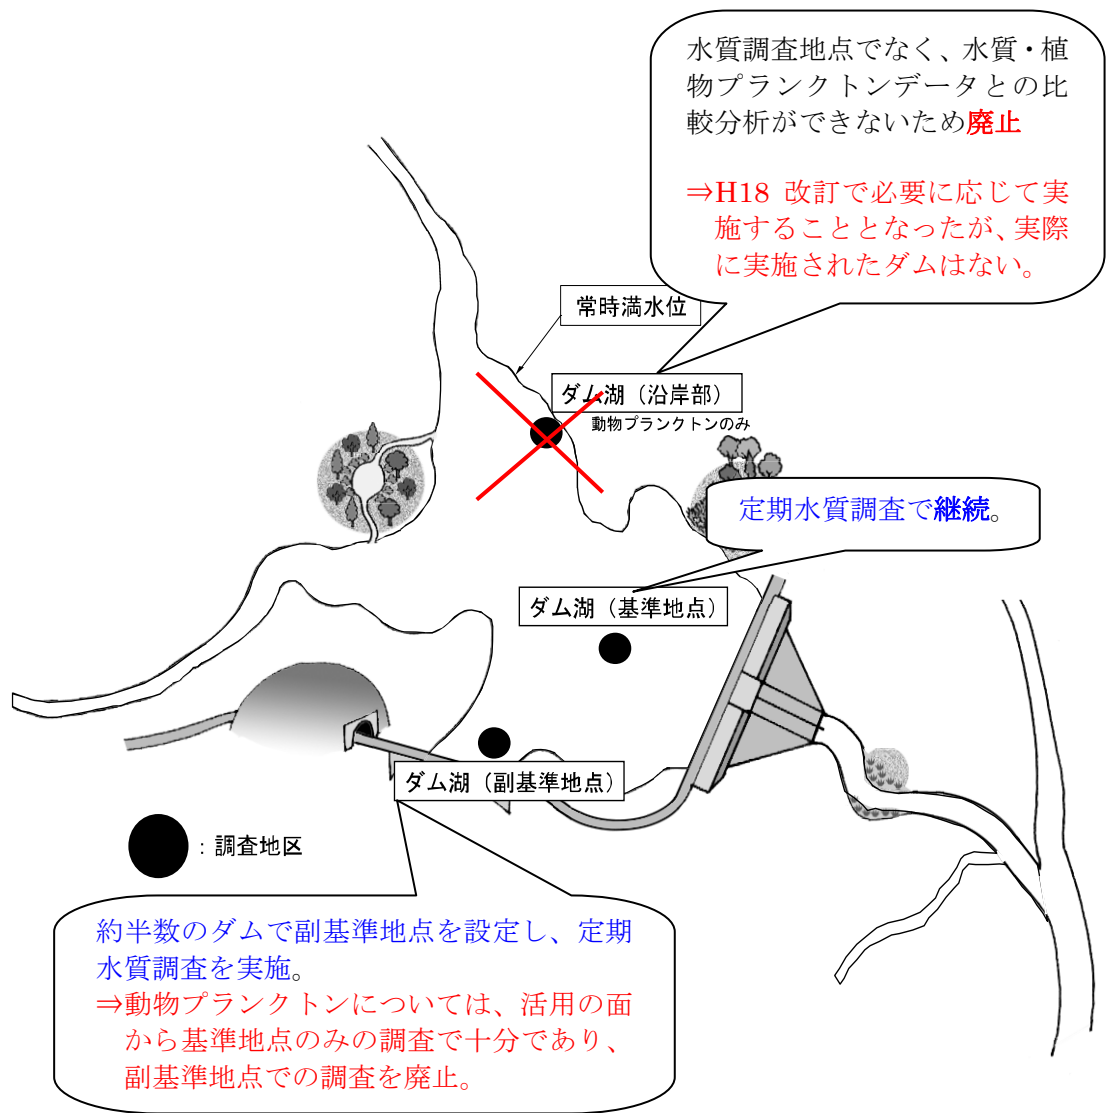 水質調査地点でなく、水質・植
物プランクトンデータとの比
較分析ができないため廃止
⇒H18 改訂で必要に応じて実
施することとなったが、実際
に実施されたダムはない。
常時満水位
ダム湖（沿岸部）
動物プランクトンのみ
定期水質調査で継続。
ダム湖（基準地点）
ダム湖（副基準地点）
：調査地区
約半数のダムで副基準地点を設定し、定期
水質調査を実施。
⇒動物プランクトンについては、活用の面
から基準地点のみの調査で十分であり、
副基準地点での調査を廃止。